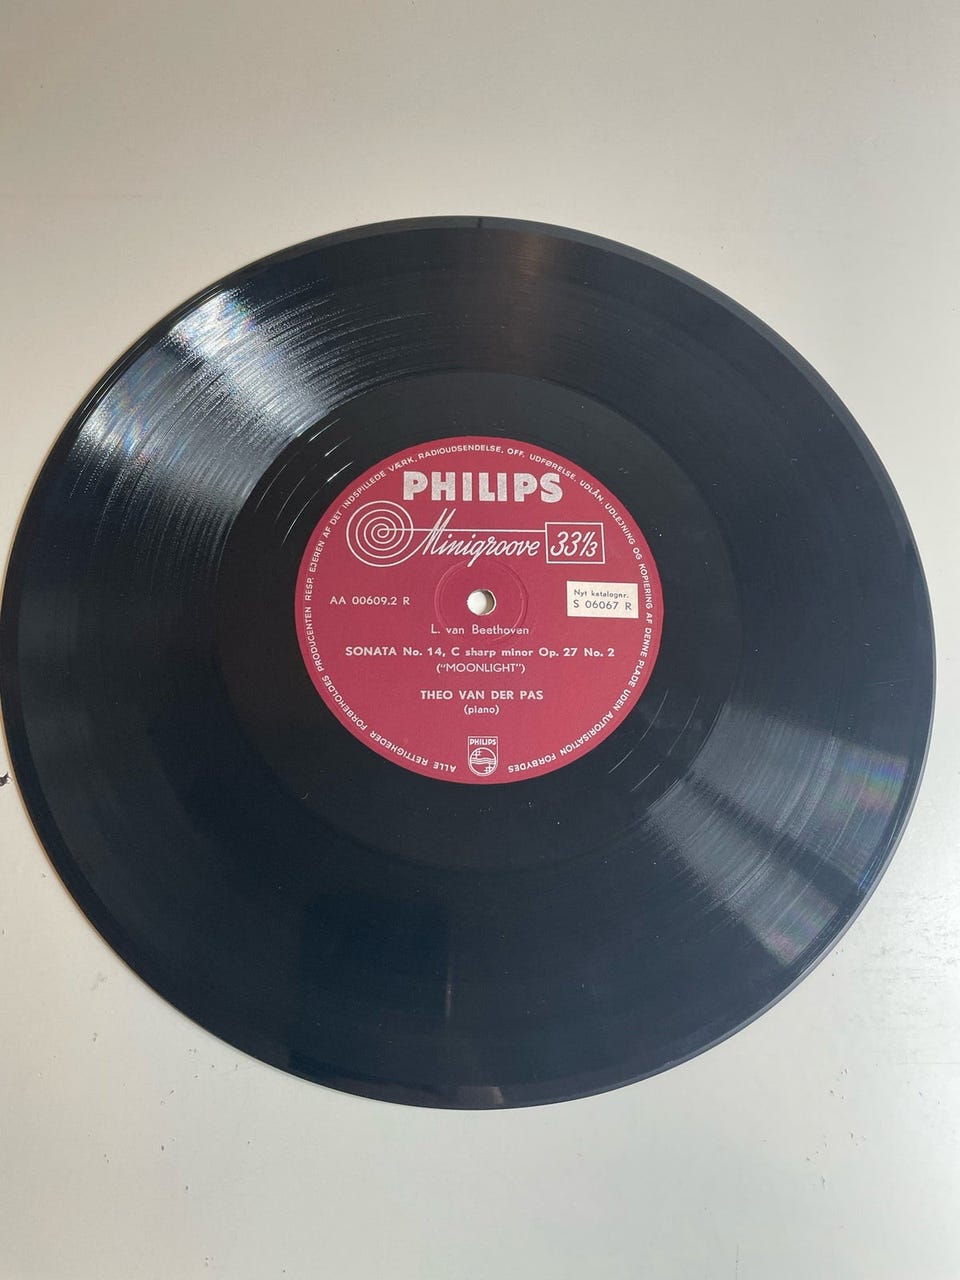 ALLE RETTIGHEDER FORBEHOLDES PRODUCENTEN RESP. EJEREN AF DET INDSPILLEDE VÆRK. RADIOUDSENDELSE, OFF. UDFØRELSE, UDLÅN, UDLEJNING OG KOPIERING AF DENNE PLADE UDEN AUTORISATION FORBYDES
PHILIPS
Minigroove 33⅓
AA 00609.2 R
Nyt katalognr.
S 06067 R
L. van Beethoven
SONATA No. 14, C sharp minor Op. 27 No. 2
("MOONLIGHT")
THEO VAN DER PAS
(piano)
PHILIPS